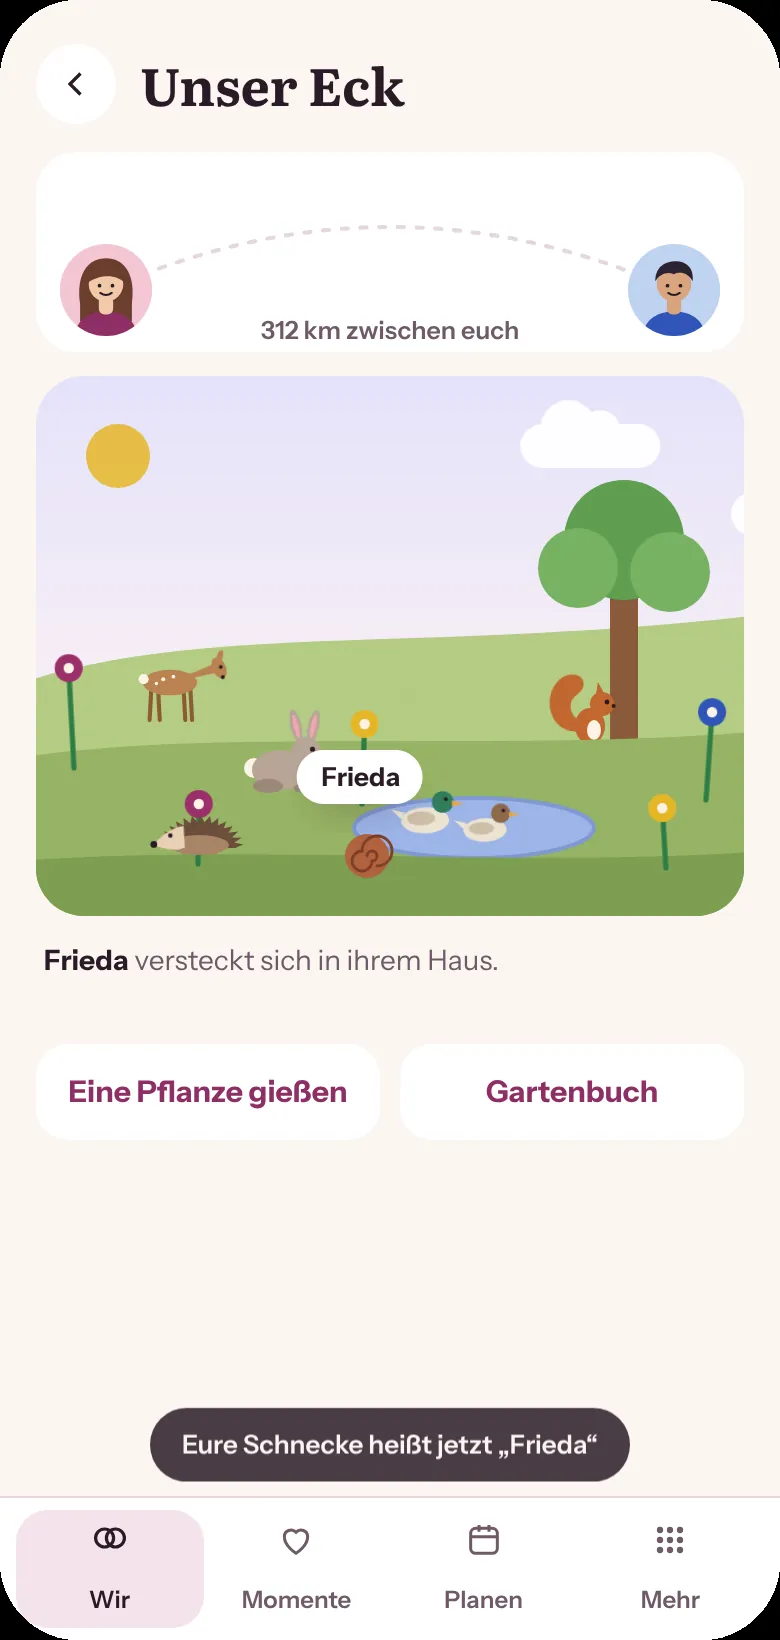 Unser Eck
312 km zwischen euch
Frieda
Frieda versteckt sich in ihrem Haus.
Eine Pflanze gießen
Gartenbuch
Eure Schnecke heißt jetzt „Frieda“
Wir
Momente
Planen
Mehr